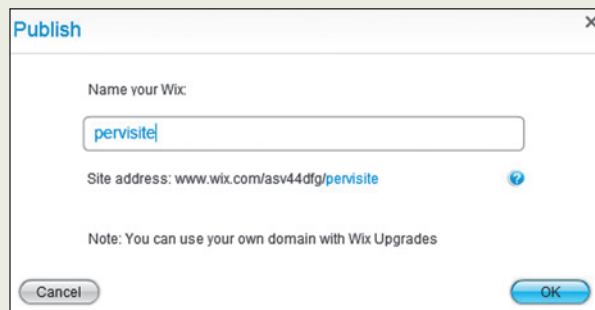 Publish
Name your Wix:
pervisite
Site address: www.wix.com/asv44dfg/pervisite
Note: You can use your own domain with Wix Upgrades
Cancel
OK